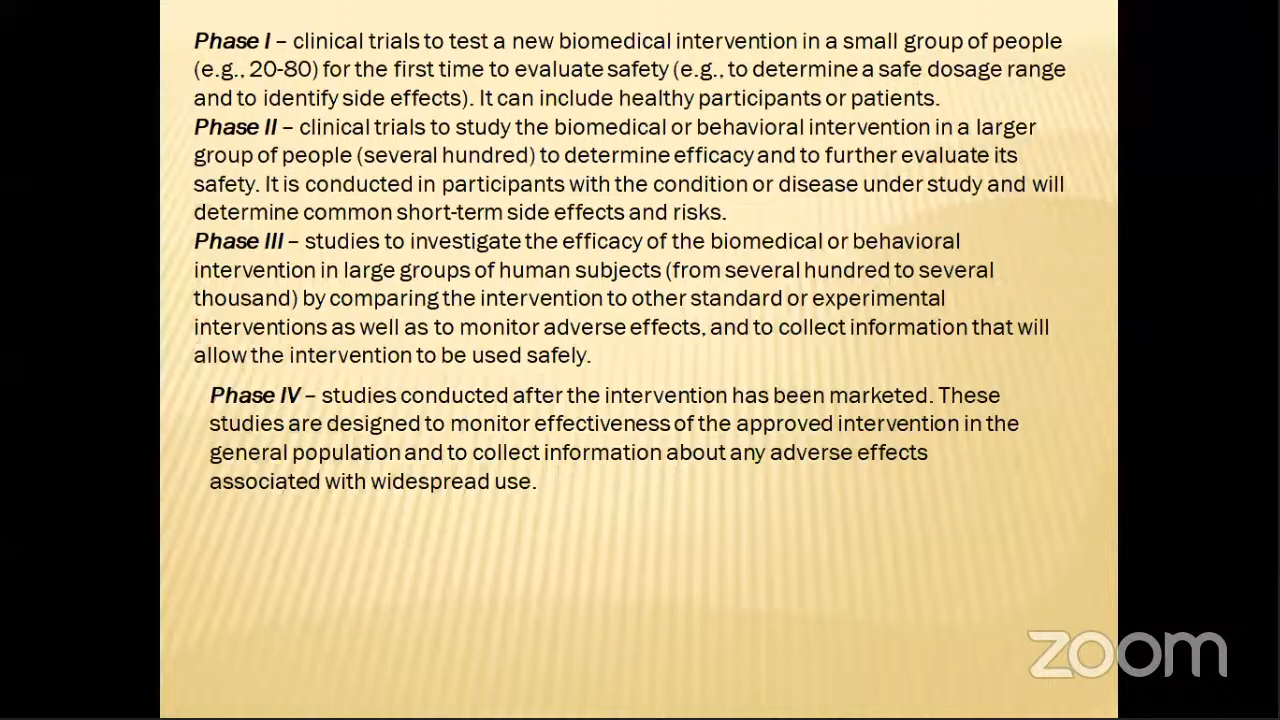 Phase I – clinical trials to test a new biomedical intervention in a small group of people
(e.g., 20-80) for the first time to evaluate safety (e.g., to determine a safe dosage range
and to identify side effects). It can include healthy participants or patients.
Phase II – clinical trials to study the biomedical or behavioral intervention in a larger
group of people (several hundred) to determine efficacy and to further evaluate its
safety. It is conducted in participants with the condition or disease under study and will
determine common short-term side effects and risks.
Phase III – studies to investigate the efficacy of the biomedical or behavioral
intervention in large groups of human subjects (from several hundred to several
thousand) by comparing the intervention to other standard or experimental
interventions as well as to monitor adverse effects, and to collect information that will
allow the intervention to be used safely.
Phase IV – studies conducted after the intervention has been marketed. These
studies are designed to monitor effectiveness of the approved intervention in the
general population and to collect information about any adverse effects
associated with widespread use.
zoom